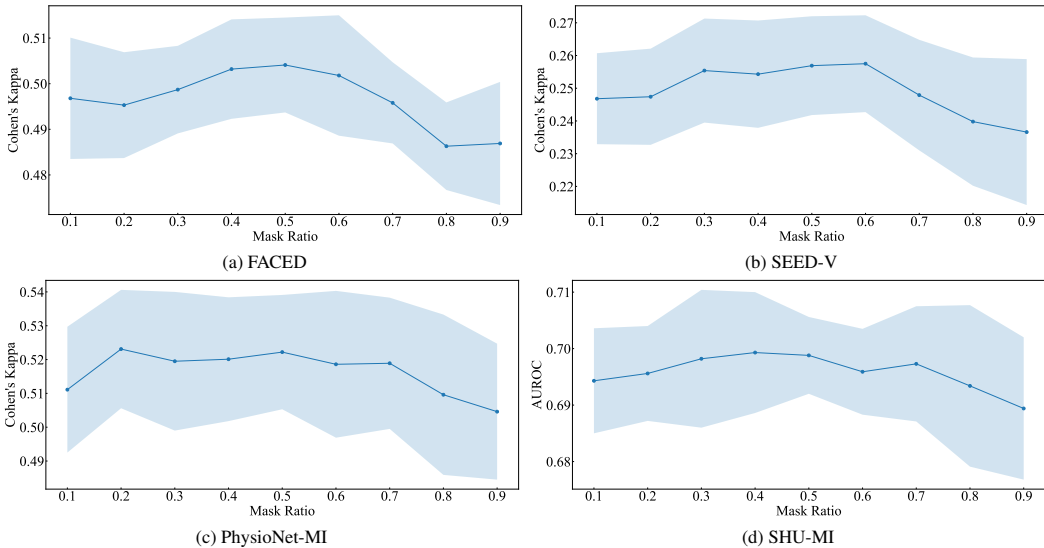 0.51
0.50
0.49
0.48
Cohen's Kappa
0.1 0.2 0.3 0.4 0.5 0.6 0.7 0.8 0.9
Mask Ratio
(a) FACED
0.27
0.26
0.25
0.24
0.23
0.22
Cohen's Kappa
0.1 0.2 0.3 0.4 0.5 0.6 0.7 0.8 0.9
Mask Ratio
(b) SEED-V
0.54
0.53
0.52
0.51
0.50
0.49
Cohen's Kappa
0.1 0.2 0.3 0.4 0.5 0.6 0.7 0.8 0.9
Mask Ratio
(c) PhysioNet-MI
0.71
0.70
0.69
0.68
AUROC
0.1 0.2 0.3 0.4 0.5 0.6 0.7 0.8 0.9
Mask Ratio
(d) SHU-MI